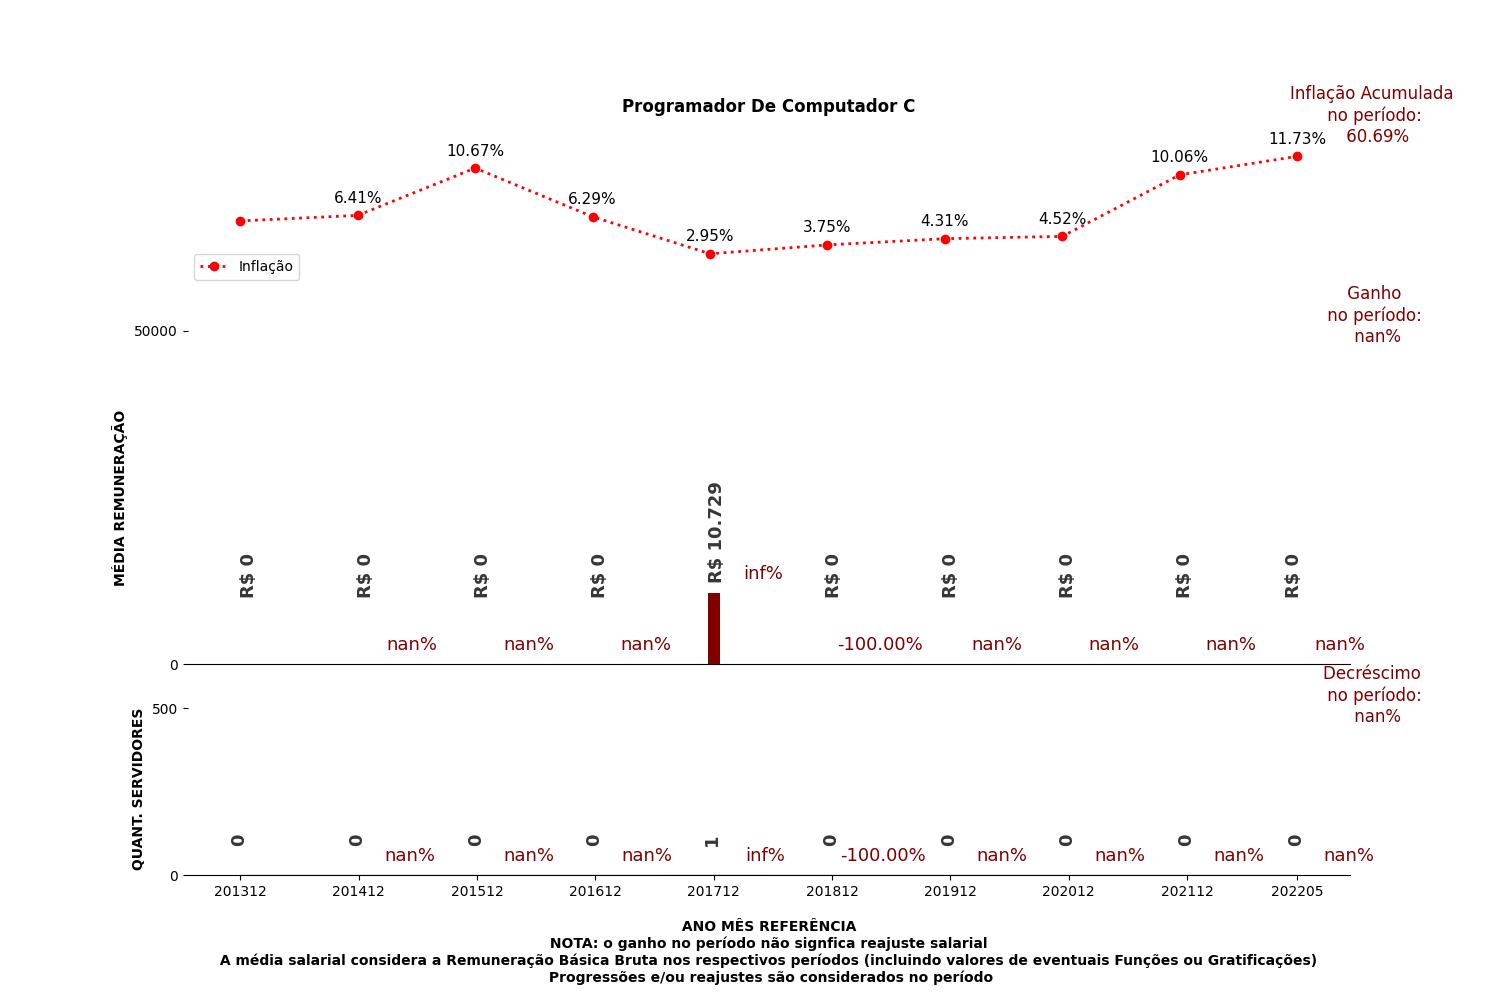 Programador De Computador C
Inflação Acumulada
no período:
60.69%
6.41%
10.67%
6.29%
2.95%
3.75%
4.31%
4.52%
10.06%
11.73%
Inflação
Ganho
no período:
nan%
50000
0
MÉDIA REMUNERAÇÃO
R$ 0
R$ 0
R$ 0
R$ 0
R$ 10.729
R$ 0
R$ 0
R$ 0
R$ 0
R$ 0
nan%
nan%
nan%
inf%
-100.00%
nan%
nan%
nan%
nan%
Decréscimo
no período:
nan%
500
0
QUANT. SERVIDORES
0
0
0
0
1
0
0
0
0
0
nan%
nan%
nan%
inf%
-100.00%
nan%
nan%
nan%
nan%
201312
201412
201512
201612
201712
201812
201912
202012
202112
202205
ANO MÊS REFERÊNCIA
NOTA: o ganho no período não signfica reajuste salarial
A média salarial considera a Remuneração Básica Bruta nos respectivos períodos (incluindo valores de eventuais Funções ou Gratificações)
Progressões e/ou reajustes são considerados no período